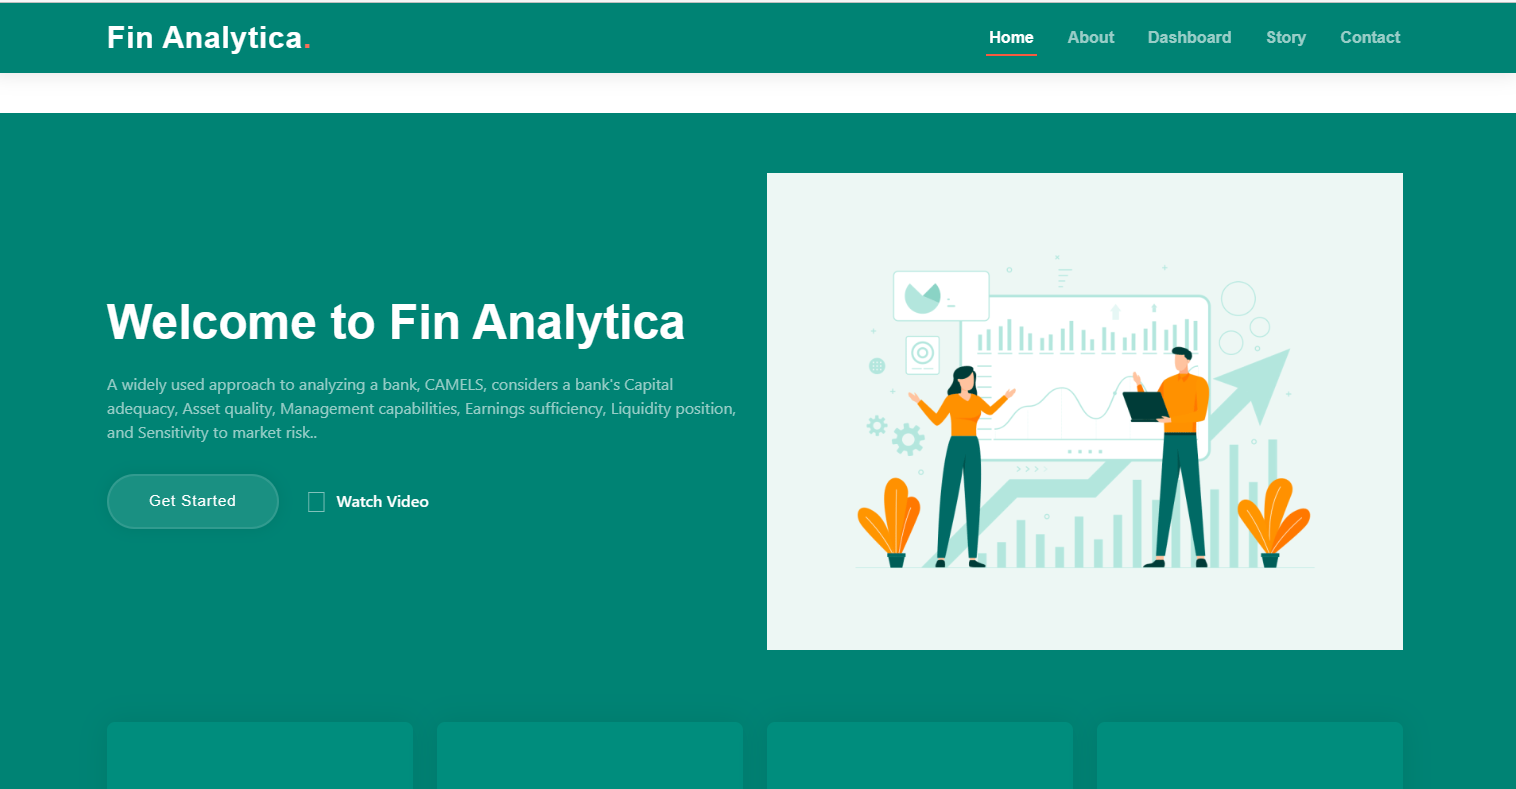 Fin Analytica.
Home About Dashboard Story Contact
Welcome to Fin Analytica
A widely used approach to analyzing a bank, CAMELS, considers a bank's Capital
adequacy, Asset quality, Management capabilities, Earnings sufficiency, Liquidity position,
and Sensitivity to market risk..
Get Started
Watch Video